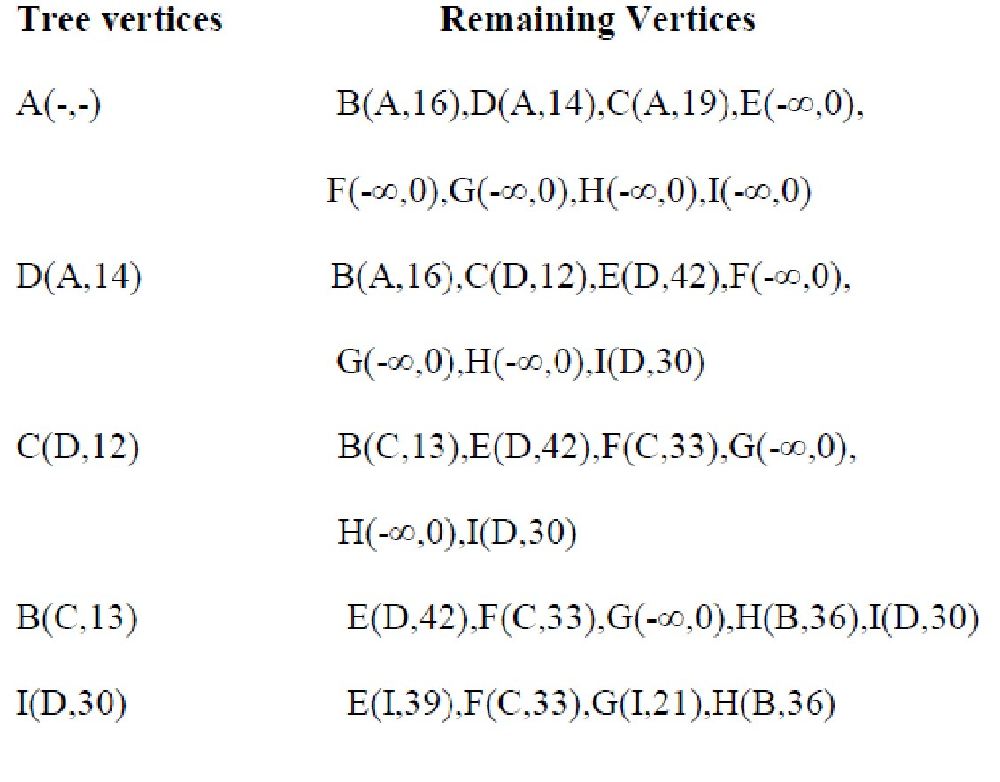 Tree vertices Remaining Vertices
A(-,-) B(A,16),D(A,14),C(A,19),E(-∞,0),
F(-∞,0),G(-∞,0),H(-∞,0),I(-∞,0)
D(A,14) B(A,16),C(D,12),E(D,42),F(-∞,0),
G(-∞,0),H(-∞,0),I(D,30)
C(D,12) B(C,13),E(D,42),F(C,33),G(-∞,0),
H(-∞,0),I(D,30)
B(C,13) E(D,42),F(C,33),G(-∞,0),H(B,36),I(D,30)
I(D,30) E(I,39),F(C,33),G(I,21),H(B,36)